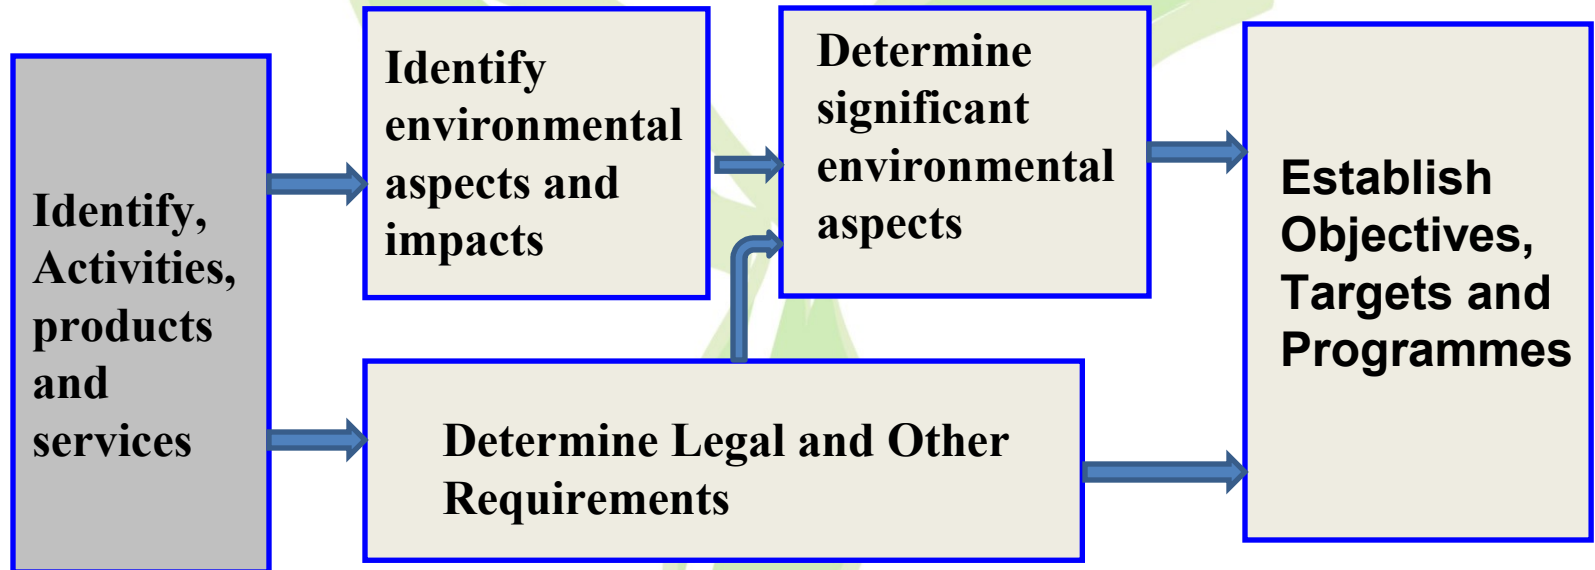 Identify,
Activities,
products
and
services
Identify
environmental
aspects and
impacts
Determine
significant
environmental
aspects
Determine Legal and Other
Requirements
Establish
Objectives,
Targets and
Programmes